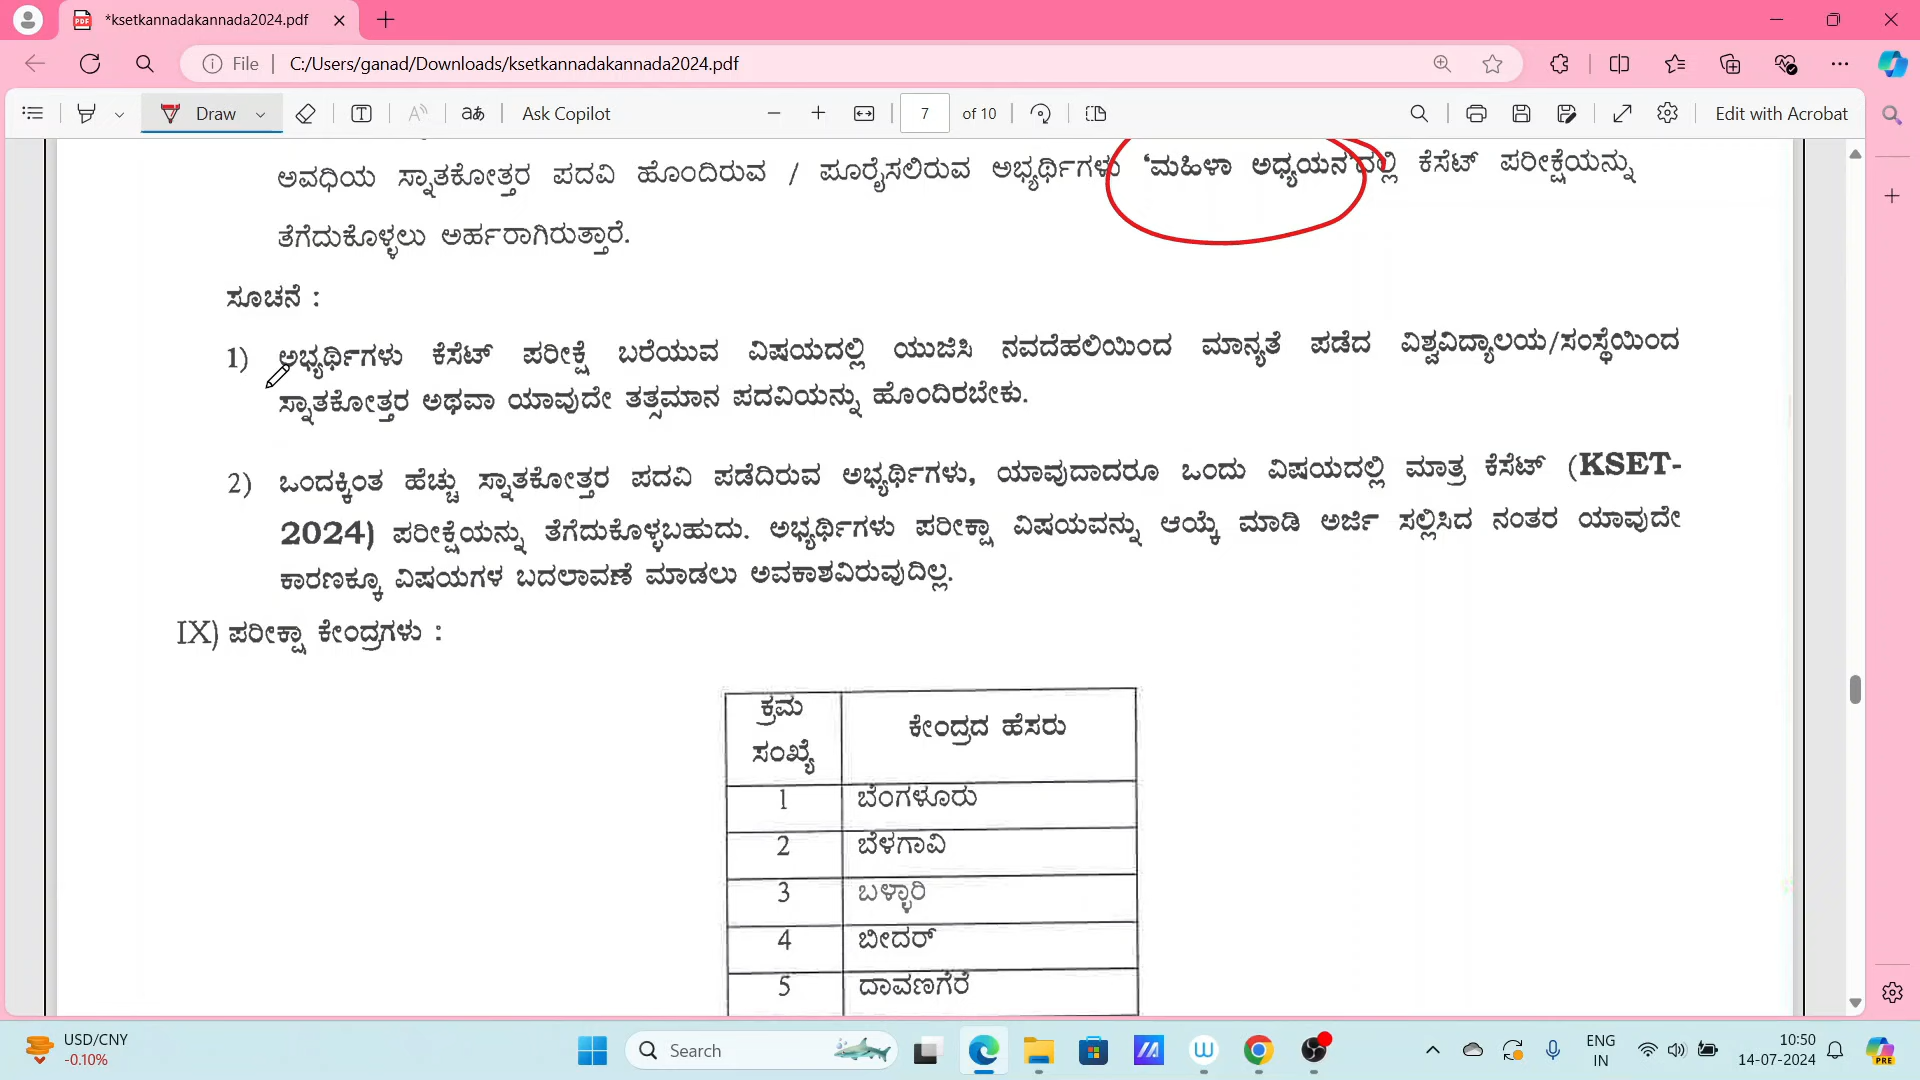 *ksetkannadakannada2024.pdf
File
C:/Users/ganad/Downloads/ksetkannadakannada2024.pdf
Draw
Ask Copilot
7 of 10
Edit with Acrobat
ಅವಧಿಯ ಸ್ನಾತಕೋತ್ತರ ಪದವಿ ಹೊಂದಿರುವ / ಪೂರೈಸಲಿರುವ ಅಭ್ಯರ್ಥಿಗಳು 'ಮಹಿಳಾ ಅಧ್ಯಯನ'ದಲ್ಲಿ ಕೆಸೆಟ್ ಪರೀಕ್ಷೆಯನ್ನು
ತೆಗೆದುಕೊಳ್ಳಲು ಅರ್ಹರಾಗಿರುತ್ತಾರೆ.
ಸೂಚನೆ :
1) ಅಭ್ಯರ್ಥಿಗಳು ಕೆಸೆಟ್ ಪರೀಕ್ಷೆ ಬರೆಯುವ ವಿಷಯದಲ್ಲಿ ಯುಜಿಸಿ ನವದೆಹಲಿಯಿಂದ ಮಾನ್ಯತೆ ಪಡೆದ ವಿಶ್ವವಿದ್ಯಾಲಯ/ಸಂಸ್ಥೆಯಿಂದ
ಸ್ನಾತಕೋತ್ತರ ಅಥವಾ ಯಾವುದೇ ತತ್ಸಮಾನ ಪದವಿಯನ್ನು ಹೊಂದಿರಬೇಕು.
2) ಒಂದಕ್ಕಿಂತ ಹೆಚ್ಚು ಸ್ನಾತಕೋತ್ತರ ಪದವಿ ಪಡೆದಿರುವ ಅಭ್ಯರ್ಥಿಗಳು, ಯಾವುದಾದರೂ ಒಂದು ವಿಷಯದಲ್ಲಿ ಮಾತ್ರ ಕೆಸೆಟ್ (KSET-
2024) ಪರೀಕ್ಷೆಯನ್ನು ತೆಗೆದುಕೊಳ್ಳಬಹುದು. ಅಭ್ಯರ್ಥಿಗಳು ಪರೀಕ್ಷಾ ವಿಷಯವನ್ನು ಆಯ್ಕೆ ಮಾಡಿ ಅರ್ಜಿ ಸಲ್ಲಿಸಿದ ನಂತರ ಯಾವುದೇ
ಕಾರಣಕ್ಕೂ ವಿಷಯಗಳ ಬದಲಾವಣೆ ಮಾಡಲು ಅವಕಾಶವಿರುವುದಿಲ್ಲ.
IX) ಪರೀಕ್ಷಾ ಕೇಂದ್ರಗಳು :
ಕ್ರಮ ಸಂಖ್ಯೆ ಕೇಂದ್ರದ ಹೆಸರು
1 ಬೆಂಗಳೂರು
2 ಬೆಳಗಾವಿ
3 ಬಳ್ಳಾರಿ
4 ಬೀದರ್
5 ದಾವಣಗೆರೆ
USD/CNY
-0.10%
Search
ENG
IN
10:50
14-07-2024